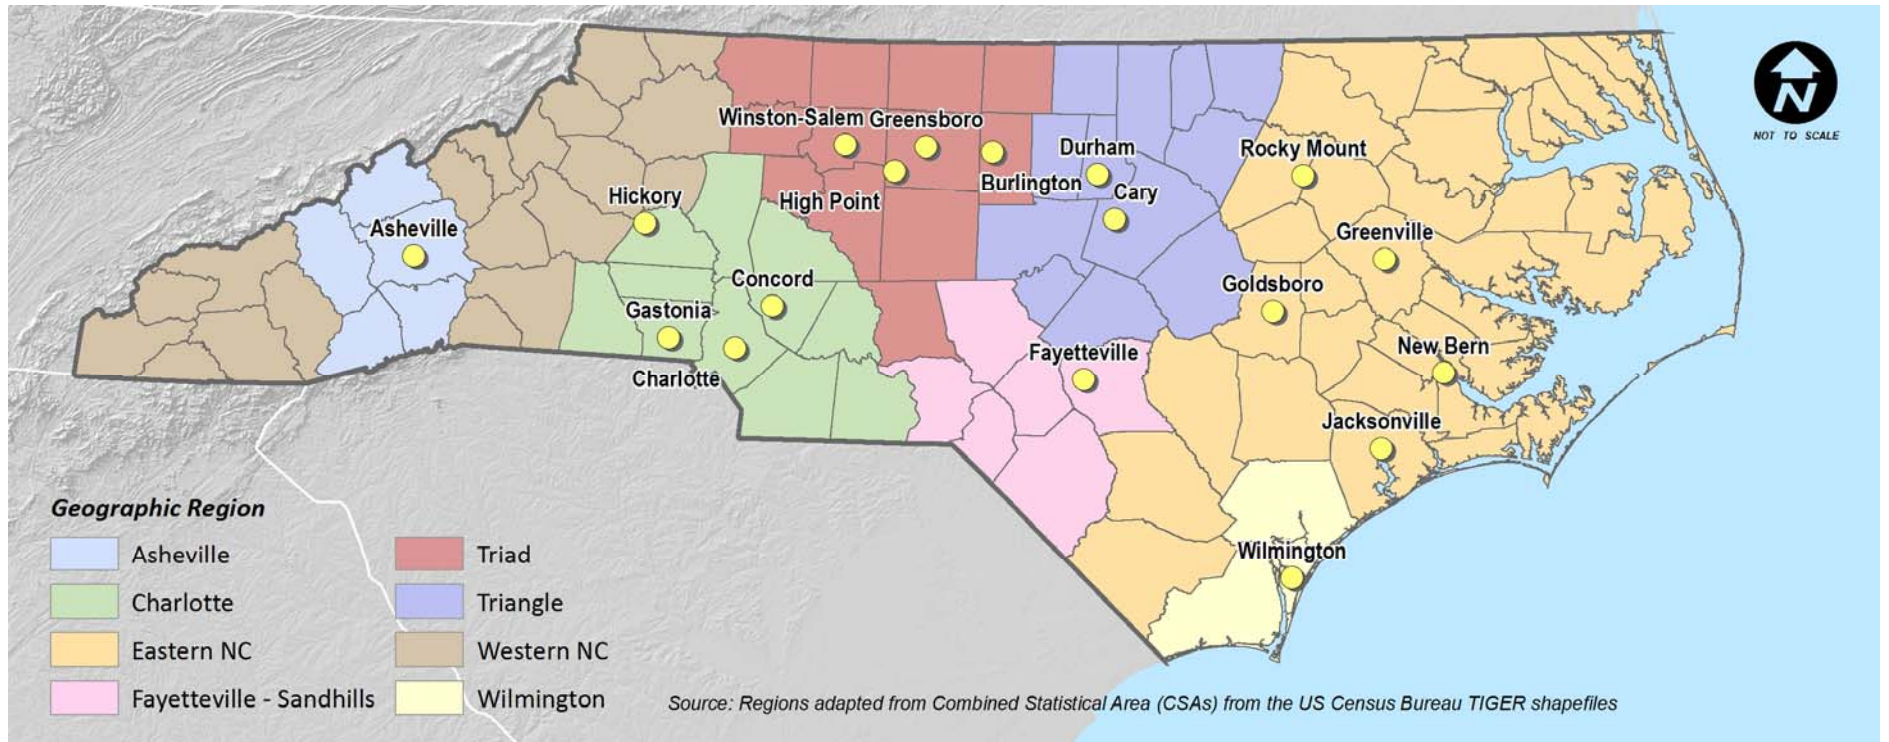 N
NOT TO SCALE
Winston-Salem
Greensboro
Durham
Rocky Mount
Burlington
Cary
Hickory
High Point
Asheville
Greenville
Concord
Goldsboro
Gastonia
New Bern
Fayetteville
Charlotte
Jacksonville
Wilmington
Geographic Region
Asheville
Charlotte
Eastern NC
Fayetteville - Sandhills
Triad
Triangle
Western NC
Wilmington
Source: Regions adapted from Combined Statistical Area (CSAs) from the US Census Bureau TIGER shapefiles